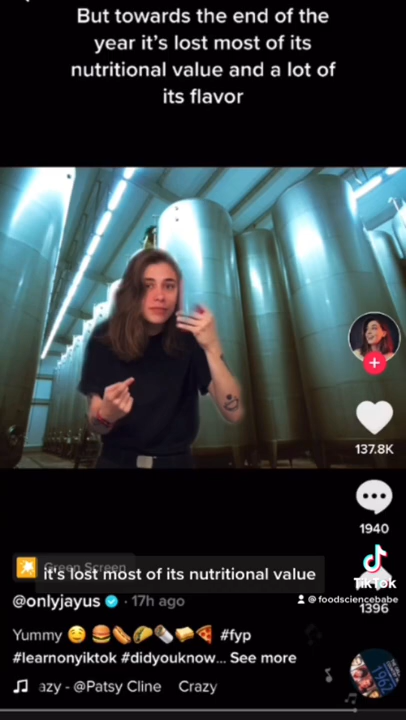 But towards the end of the
year it's lost most of its
nutritional value and a lot of
its flavor
137.8K
1940
Green Screen
it's lost most of its nutritional value
TikTok
@foodsciencebabe
1396
@onlyjayus · 17h ago
Yummy #fyp
#learnonyiktok #didyouknow... See more
azy - @Patsy Cline Crazy
1962